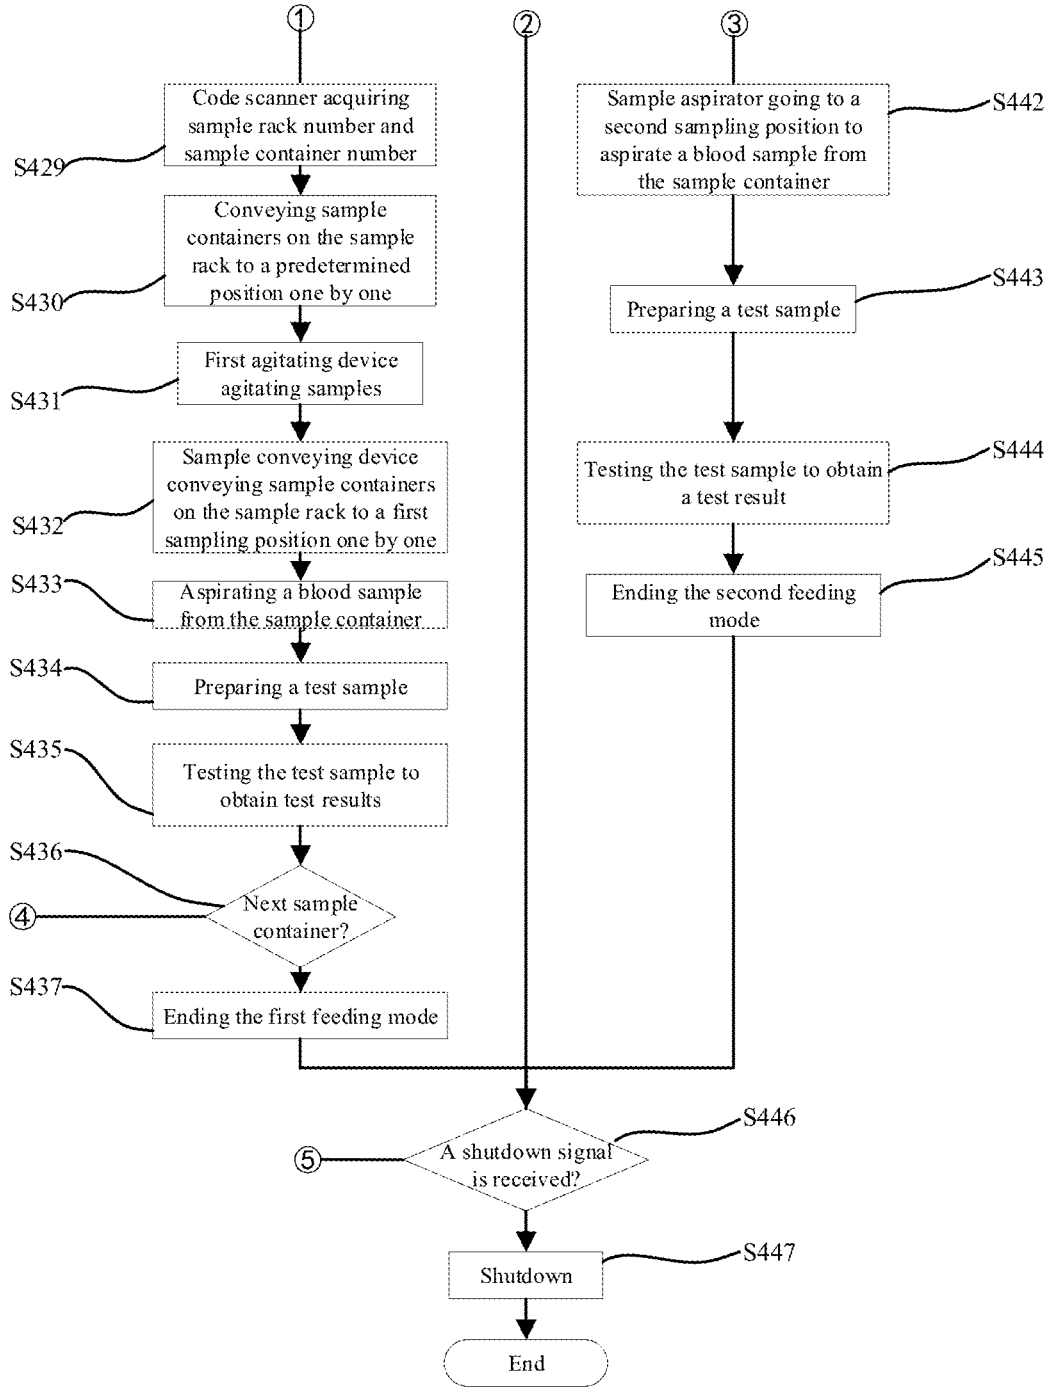 ①
②
③
Code scanner acquiring
sample rack number and
sample container number
S429
Conveying sample
containers on the sample
rack to a predetermined
position one by one
S430
First agitating device
agitating samples
S431
Sample conveying device
conveying sample containers
on the sample rack to a first
sampling position one by one
S432
Aspirating a blood sample
from the sample container
S433
Preparing a test sample
S434
Testing the test sample to
obtain test results
S435
Next sample
container?
S436
④
Ending the first feeding mode
S437
Sample aspirator going to a
second sampling position to
aspirate a blood sample from
the sample container
S442
Preparing a test sample
S443
Testing the test sample to obtain
a test result
S444
Ending the second feeding
mode
S445
A shutdown signal
is received?
S446
⑤
Shutdown
S447
End